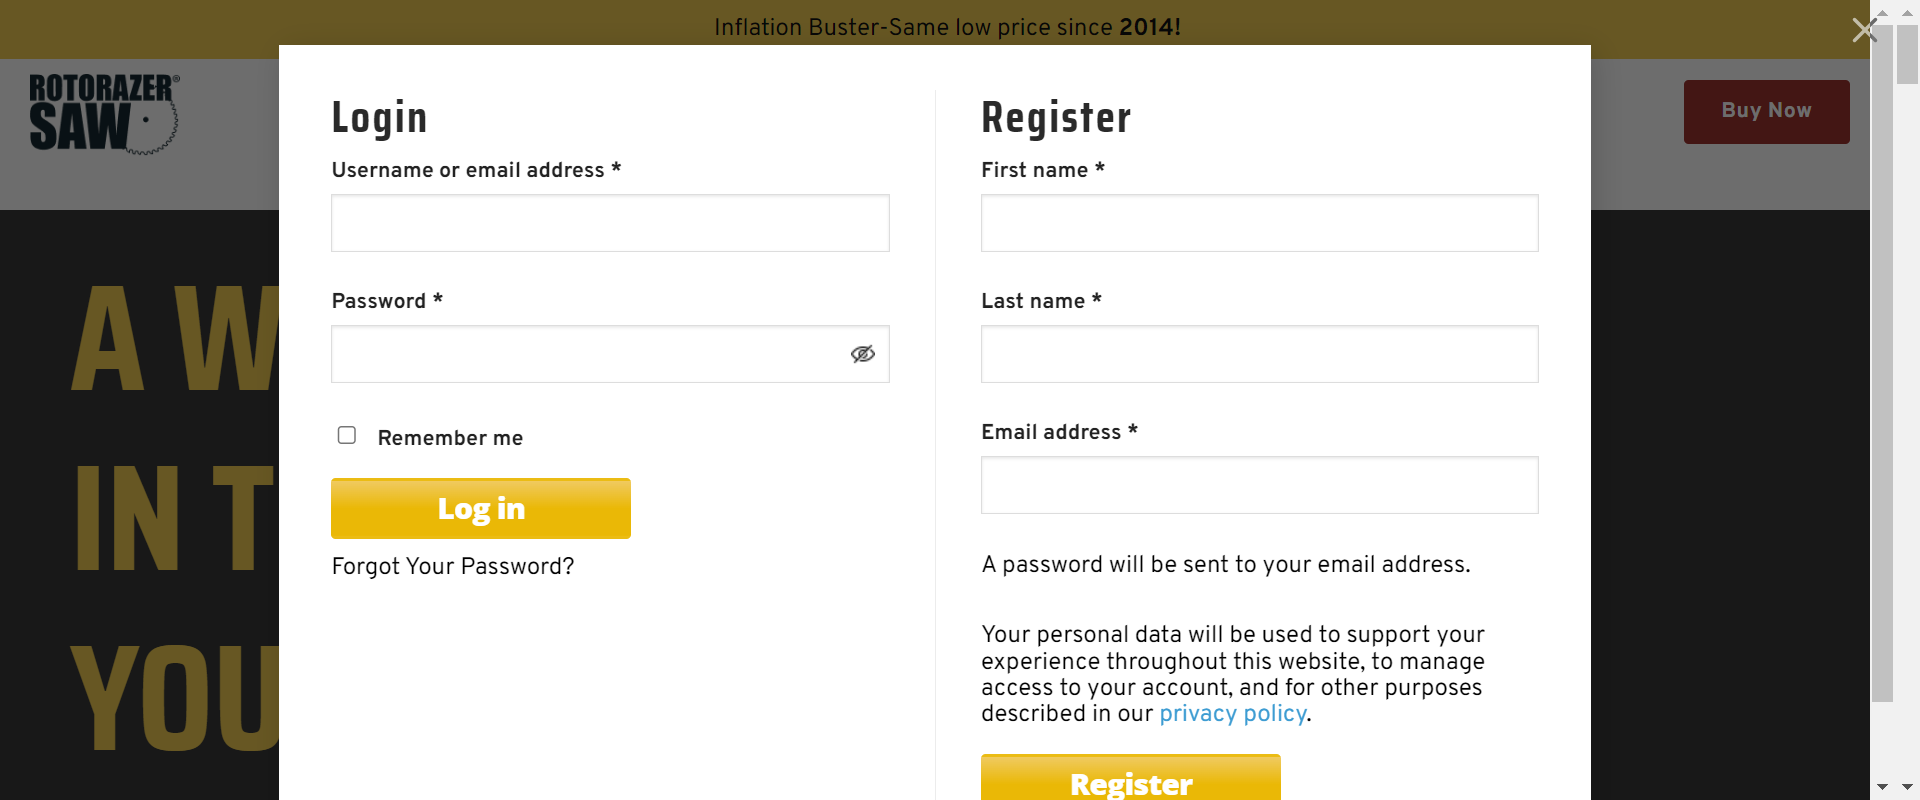 Inflation Buster-Same low price since 2014!
ROTORAZER®
SAW
Buy Now
A W
IN T
YOU
Login
Username or email address *
Password *
Remember me
Log in
Forgot Your Password?
Register
First name *
Last name *
Email address *
A password will be sent to your email address.
Your personal data will be used to support your
experience throughout this website, to manage
access to your account, and for other purposes
described in our privacy policy.
Register